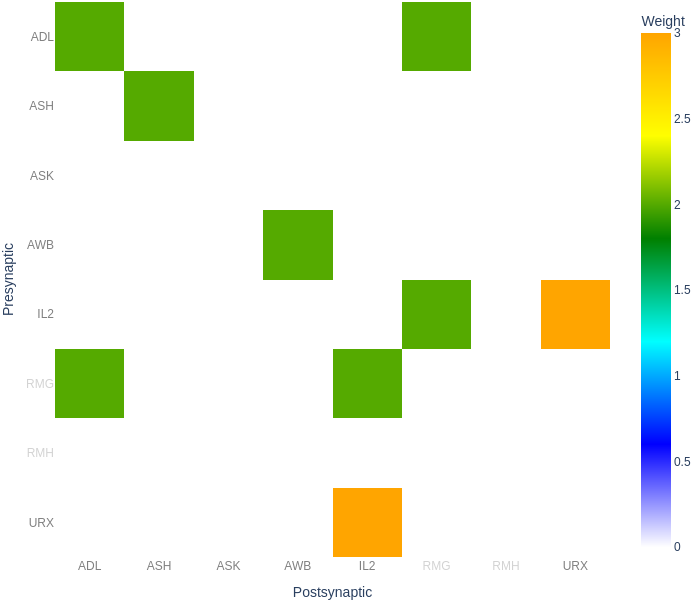 Weight
3
2.5
2
1.5
1
0.5
0
Presynaptic
ADL
ASH
ASK
AWB
IL2
RMG
RMH
URX
ADL ASH ASK AWB IL2 RMG RMH URX
Postsynaptic